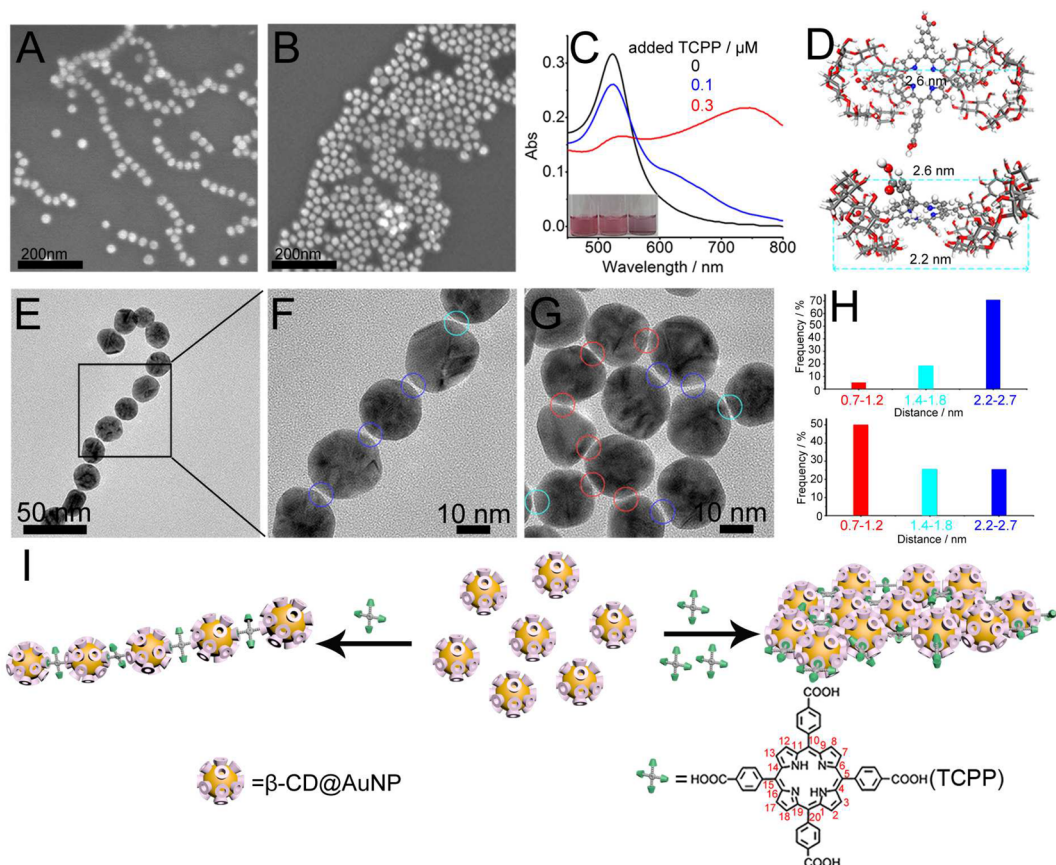 A
200nm
B
200nm
C
added TCPP / μM
0
0.1
0.3
0.3
0.2
0.1
0.0
Abs
500
600
700
800
Wavelength / nm
D
2.6 nm
2.6 nm
2.2 nm
E
50 nm
F
10 nm
G
10 nm
H
Frequency / %
70
60
50
40
30
20
10
0
0.7-1.2
1.4-1.8
2.2-2.7
Distance / nm
Frequency / %
50
40
30
20
10
0
0.7-1.2
1.4-1.8
2.2-2.7
Distance / nm
I
=β-CD@AuNP
=
COOH
HOOC
COOH(TCPP)
COOH
12
11
10
9
8
13
7
14
NH
N
6
15
5
16
N
HN
4
17
3
18
19
20
1
2